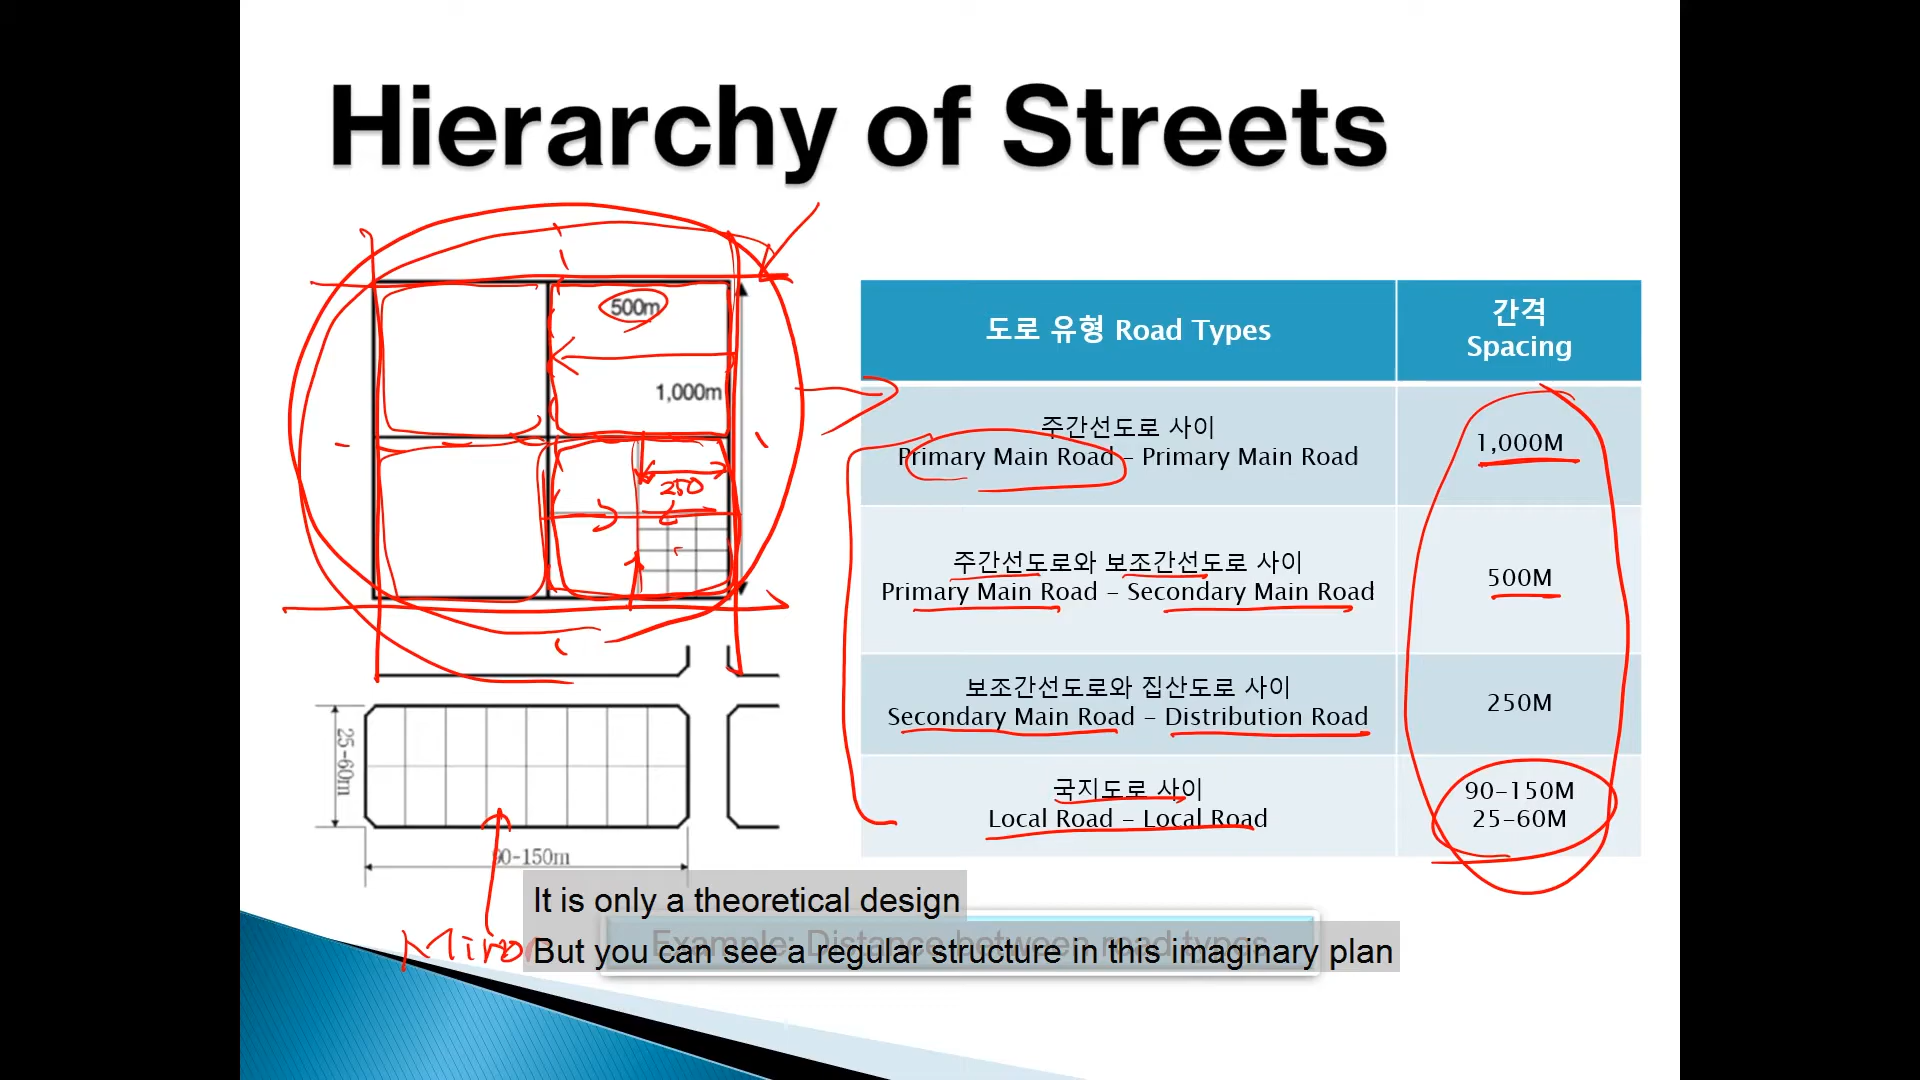 Hierarchy of Streets
500m
1,000m
250
25-60m
90-150m
도로 유형 Road Types
간격
Spacing
주간선도로 사이
Primary Main Road – Primary Main Road
1,000M
주간선도로와 보조간선도로 사이
Primary Main Road – Secondary Main Road
500M
보조간선도로와 집산도로 사이
Secondary Main Road – Distribution Road
250M
국지도로 사이
Local Road – Local Road
90-150M
25-60M
Example: Distance between road types
It is only a theoretical design
But you can see a regular structure in this imaginary plan